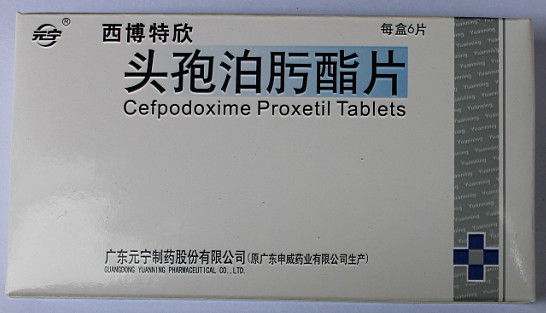 元宁®
西博特欣
每盒6片
头孢泊肟酯片
Cefpodoxime Proxetil Tablets
广东元宁制药股份有限公司(原广东申威药业有限公司生产)
GUANGDONG YUANNING PHARMACEUTICAL CO.,LTD.